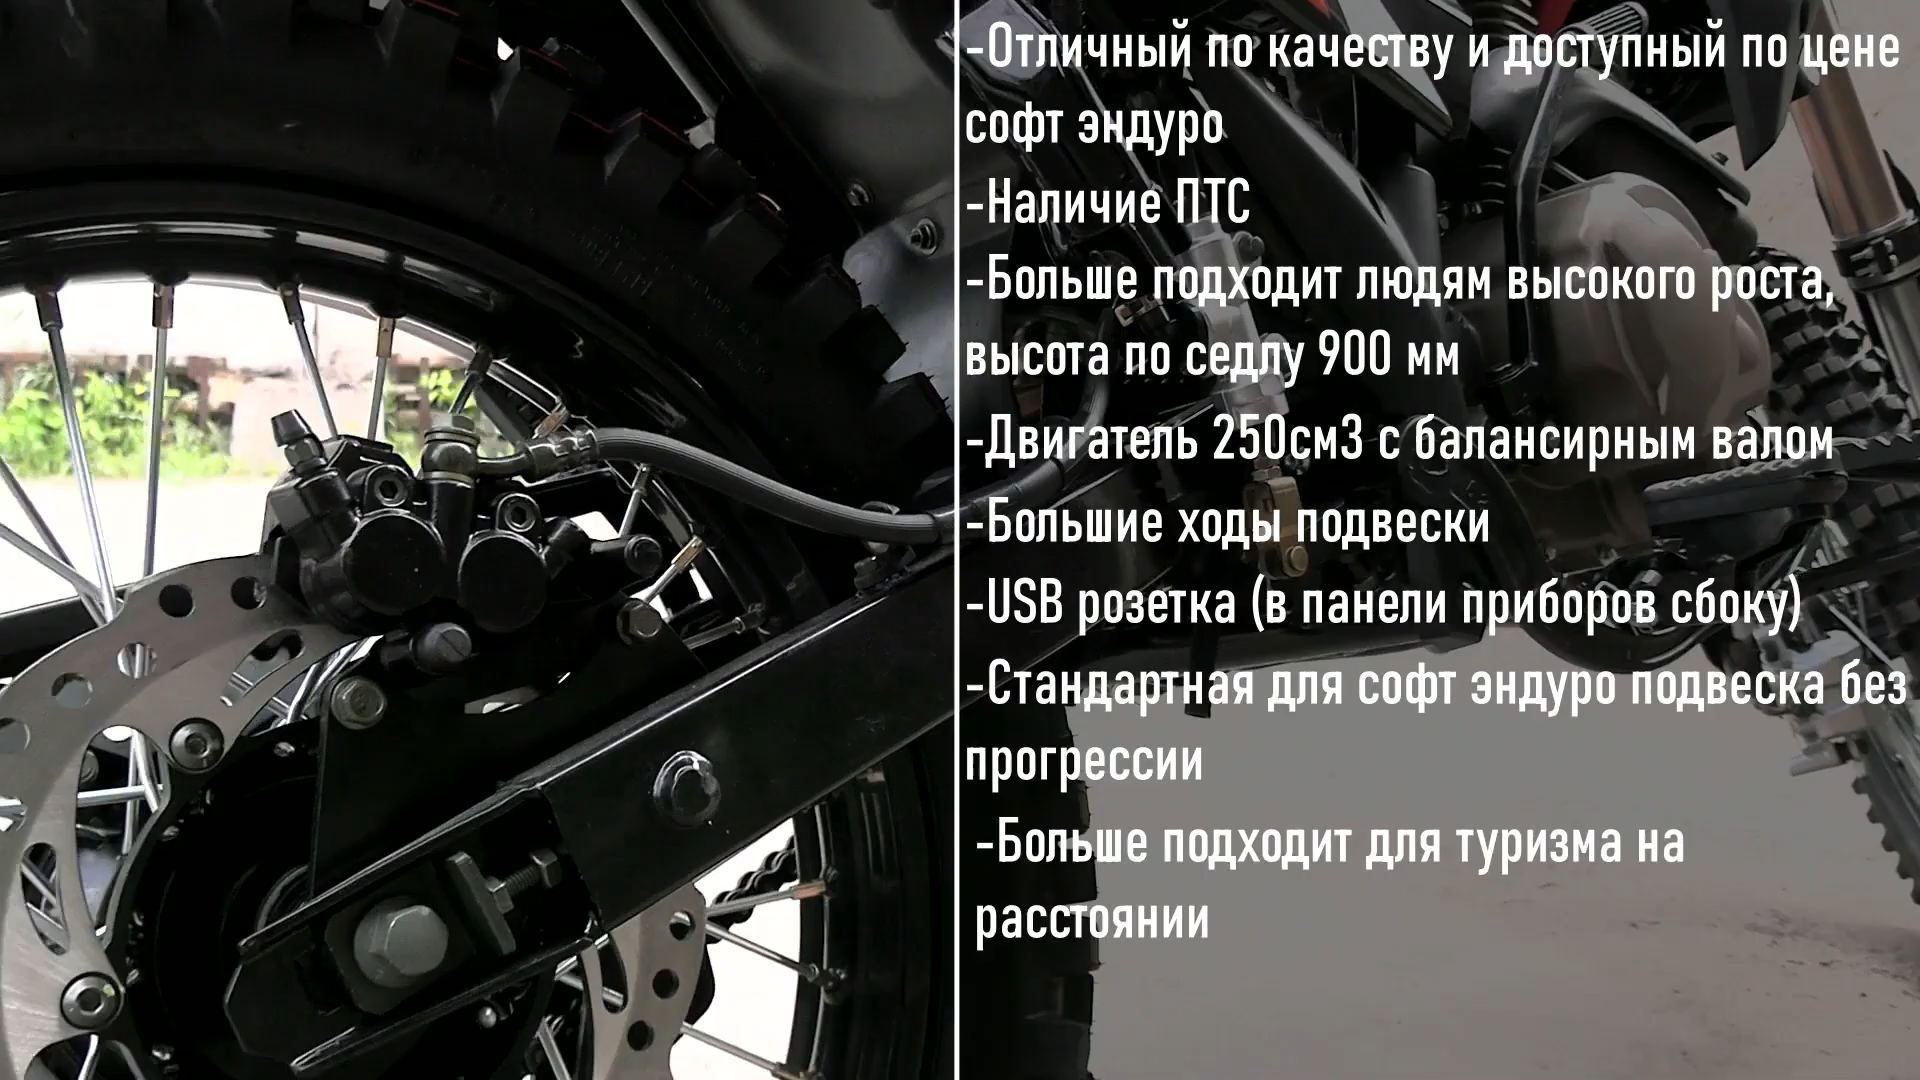 -Отличный по качеству и доступный по цене
софт эндуро
-Наличие ПТС
-Больше подходит людям высокого роста,
высота по седлу 900 мм
-Двигатель 250см3 с балансирным валом
-Большие ходы подвески
-USB розетка (в панели приборов сбоку)
-Стандартная для софт эндуро подвеска без
прогрессии
-Больше подходит для туризма на
расстоянии